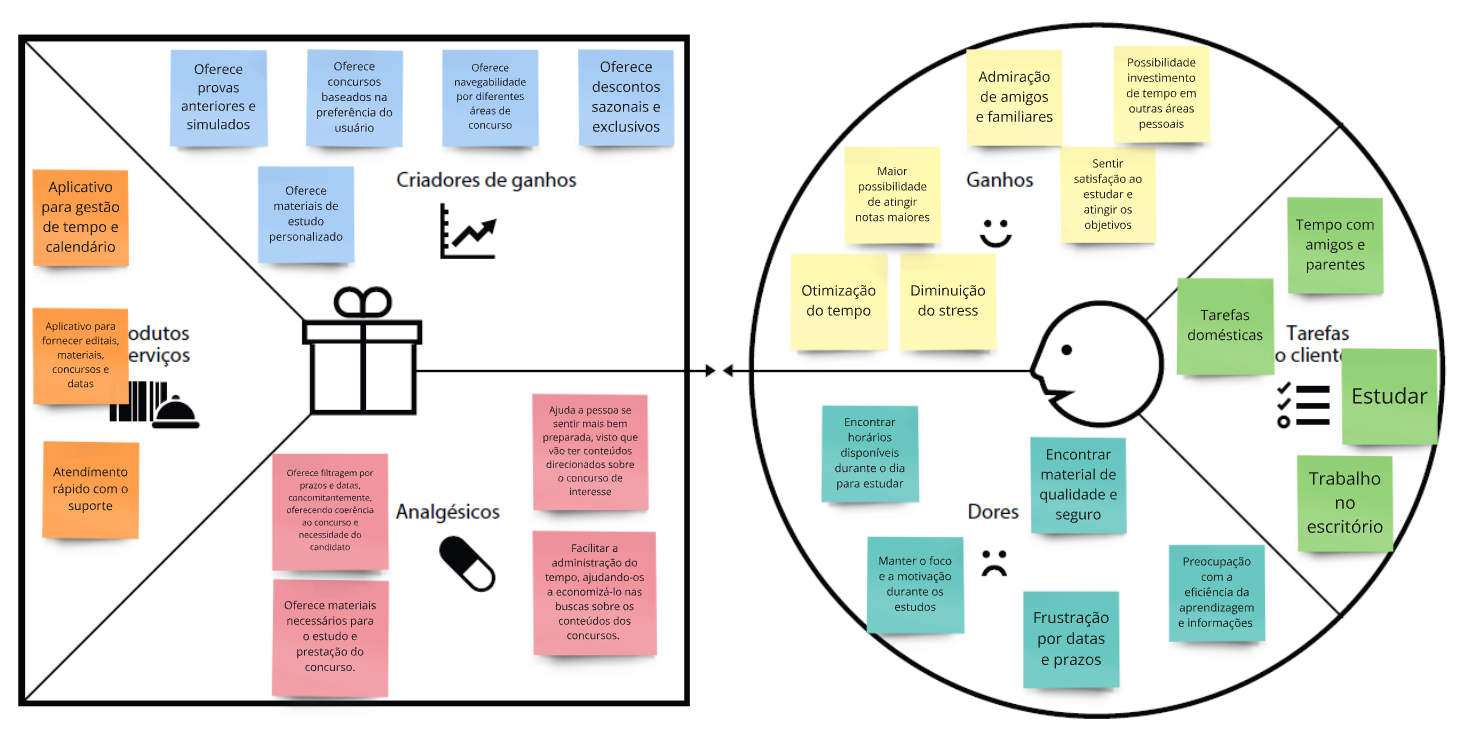 Oferece
provas
anteriores e
simulados
Oferece
concursos
baseados na
preferência do
usuário
Oferece
navegabilidade
por diferentes
áreas de
concurso
Oferece
descontos
sazonais e
exclusivos
Oferece
materiais de
estudo
personalizado
Criadores de ganhos
Aplicativo
para gestão
de tempo e
calendário
Aplicativo para
fornecer editais,
materiais,
concursos e
datas
odutos
erviços
Atendimento
rápido com o
suporte
Oferece filtragem por
prazos e datas,
concomitantemente,
oferecendo coerência
ao concurso e
necessidade do
candidato
Oferece materiais
necessários para
o estudo e
prestação do
concurso.
Analgésicos
Ajuda a pessoa se
sentir mais bem
preparada, visto que
vão ter conteúdos
direcionados sobre
o concurso de
interesse
Facilitar a
administração do
tempo, ajudando-os
a economizá-lo nas
buscas sobre os
conteúdos dos
concursos.
Admiração
de amigos
e familiares
Possibilidade
investimento
de tempo em
outras áreas
pessoais
Maior
possibilidade
de atingir
notas maiores
Ganhos
Sentir
satisfação ao
estudar e
atingir os
objetivos
Otimização
do tempo
Diminuição
do stress
Tempo com
amigos e
parentes
Tarefas
domésticas
Tarefas
o cliente
Estudar
Trabalho
no
escritório
Encontrar
horários
disponíveis
durante o dia
para estudar
Encontrar
material de
qualidade e
seguro
Dores
Manter o foco
e a motivação
durante os
estudos
Frustração
por datas
e prazos
Preocupação
com a
eficiência da
aprendizagem
e informações